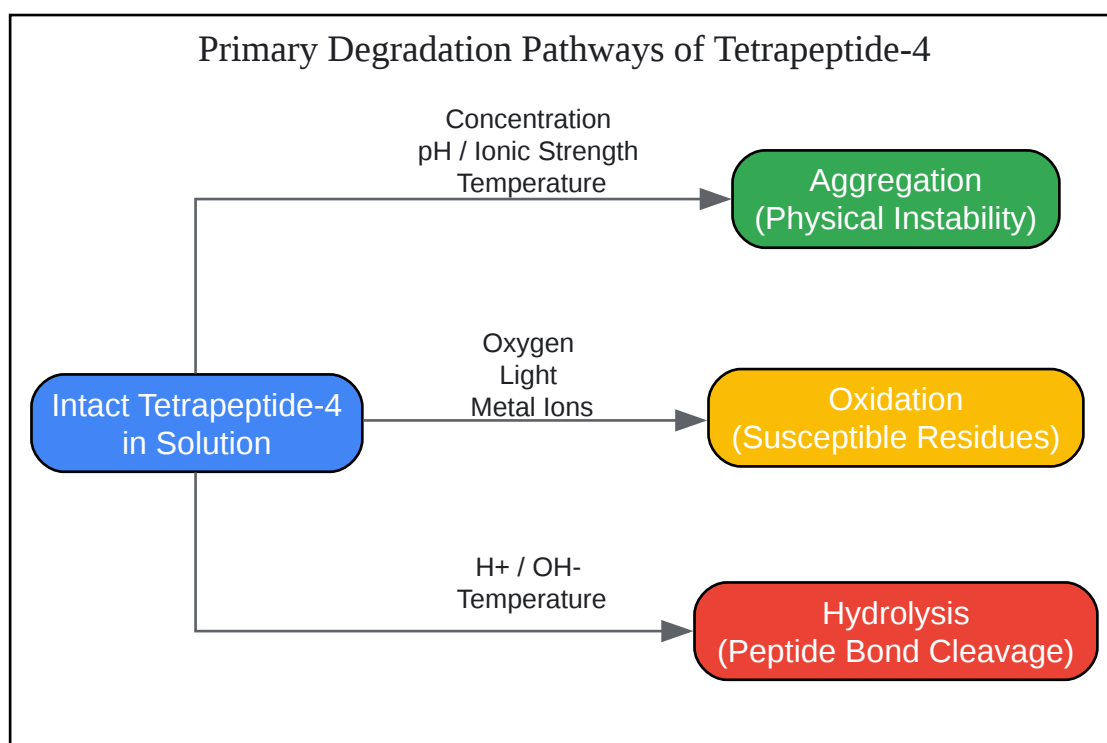 Primary Degradation Pathways of Tetrapeptide-4
Concentration
pH / Ionic Strength
Temperature
Aggregation
(Physical Instability)
Oxygen
Light
Metal Ions
Intact Tetrapeptide-4
in Solution
Oxidation
(Susceptible Residues)
H+ / OH-
Temperature
Hydrolysis
(Peptide Bond Cleavage)